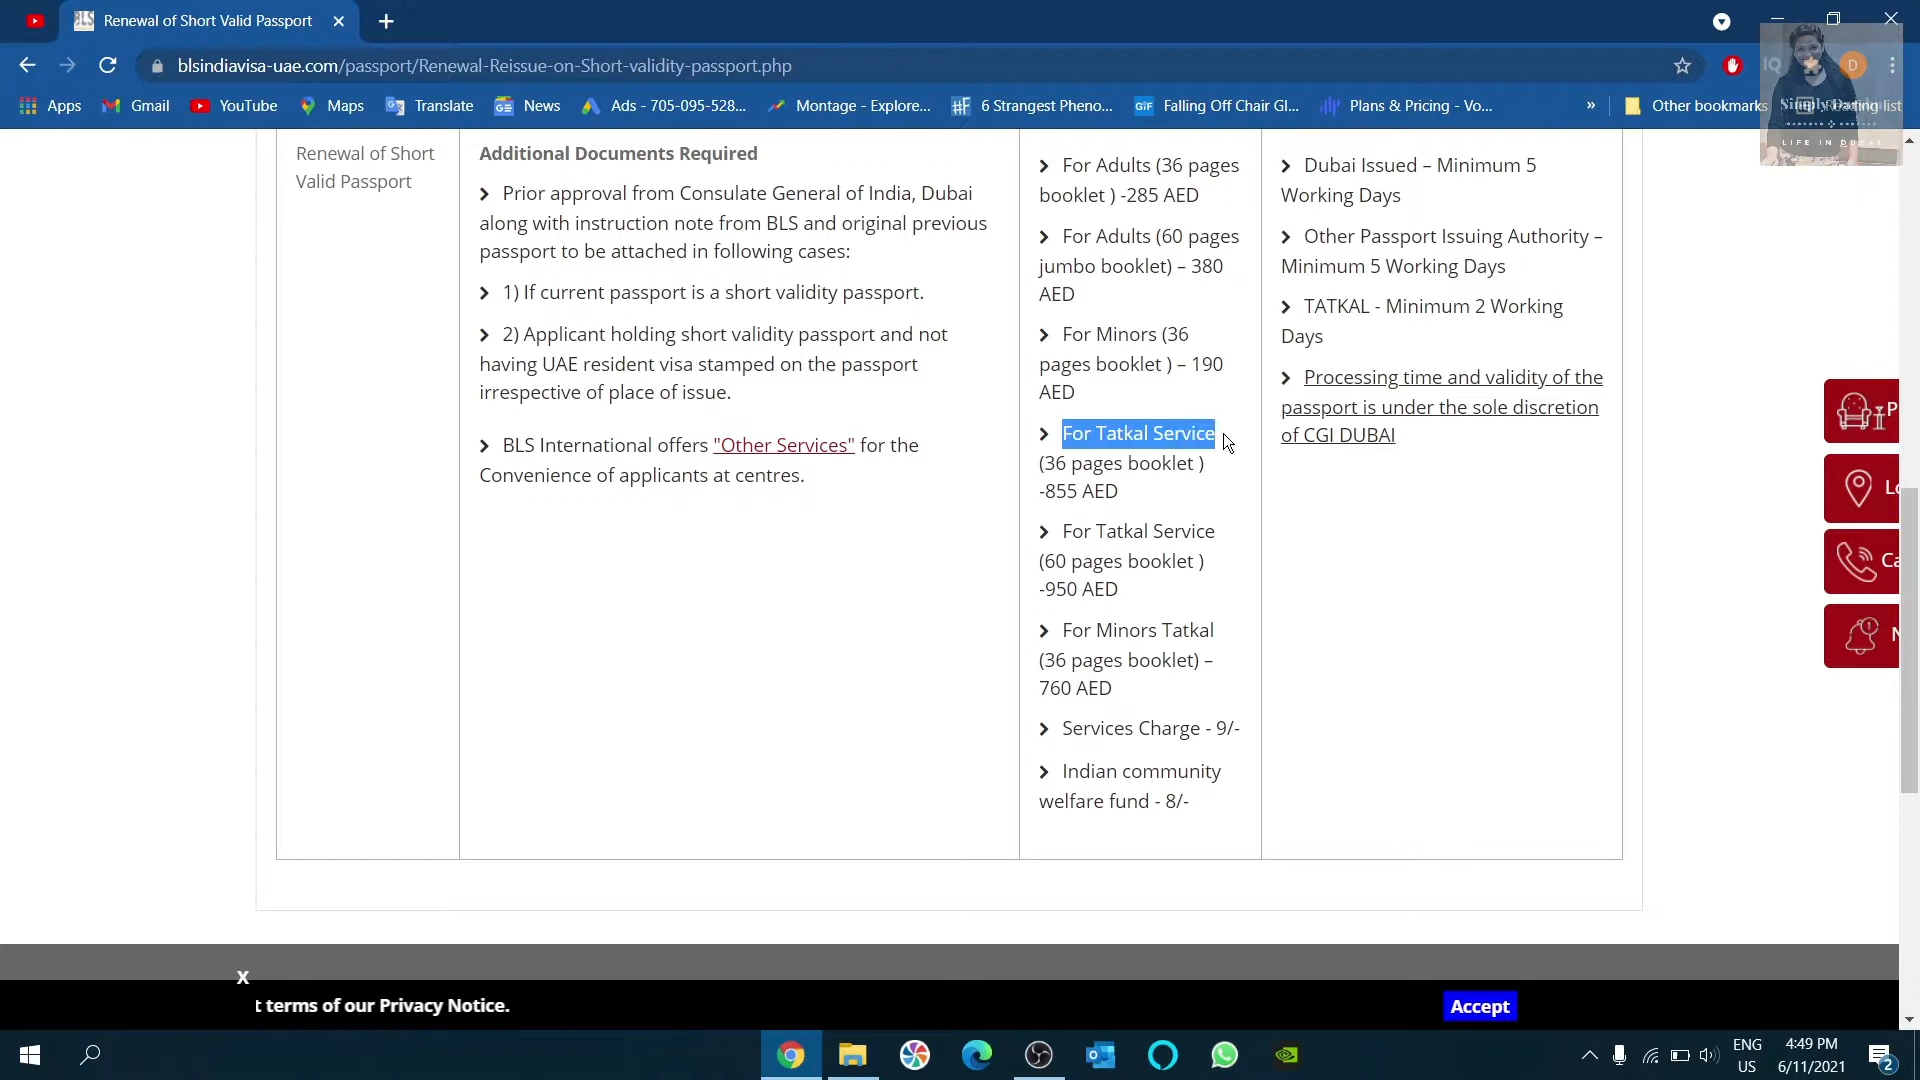 Renewal of Short Valid Passport
blsindiavisa-uae.com/passport/Renewal-Reissue-on-Short-validity-passport.php
D
Apps
Gmail
YouTube
Maps
Translate
News
Ads - 705-095-528...
Montage - Explore...
6 Strangest Pheno...
Falling Off Chair GI...
Plans & Pricing - Vo...
»
Other bookmarks
Reading list
LIFE IN DUBAI
Renewal of Short
Valid Passport
Additional Documents Required
Prior approval from Consulate General of India, Dubai
along with instruction note from BLS and original previous
passport to be attached in following cases:
1) If current passport is a short validity passport.
2) Applicant holding short validity passport and not
having UAE resident visa stamped on the passport
irrespective of place of issue.
BLS International offers "Other Services" for the
Convenience of applicants at centres.
For Adults (36 pages
booklet ) -285 AED
For Adults (60 pages
jumbo booklet) – 380
AED
For Minors (36
pages booklet ) – 190
AED
For Tatkal Service
(36 pages booklet )
-855 AED
For Tatkal Service
(60 pages booklet )
-950 AED
For Minors Tatkal
(36 pages booklet) –
760 AED
Services Charge - 9/-
Indian community
welfare fund - 8/-
Dubai Issued – Minimum 5
Working Days
Other Passport Issuing Authority –
Minimum 5 Working Days
TATKAL - Minimum 2 Working
Days
Processing time and validity of the
passport is under the sole discretion
of CGI DUBAI
P
Lo
Ca
N
X
t terms of our Privacy Notice.
Accept
ENG
US
4:49 PM
6/11/2021
2